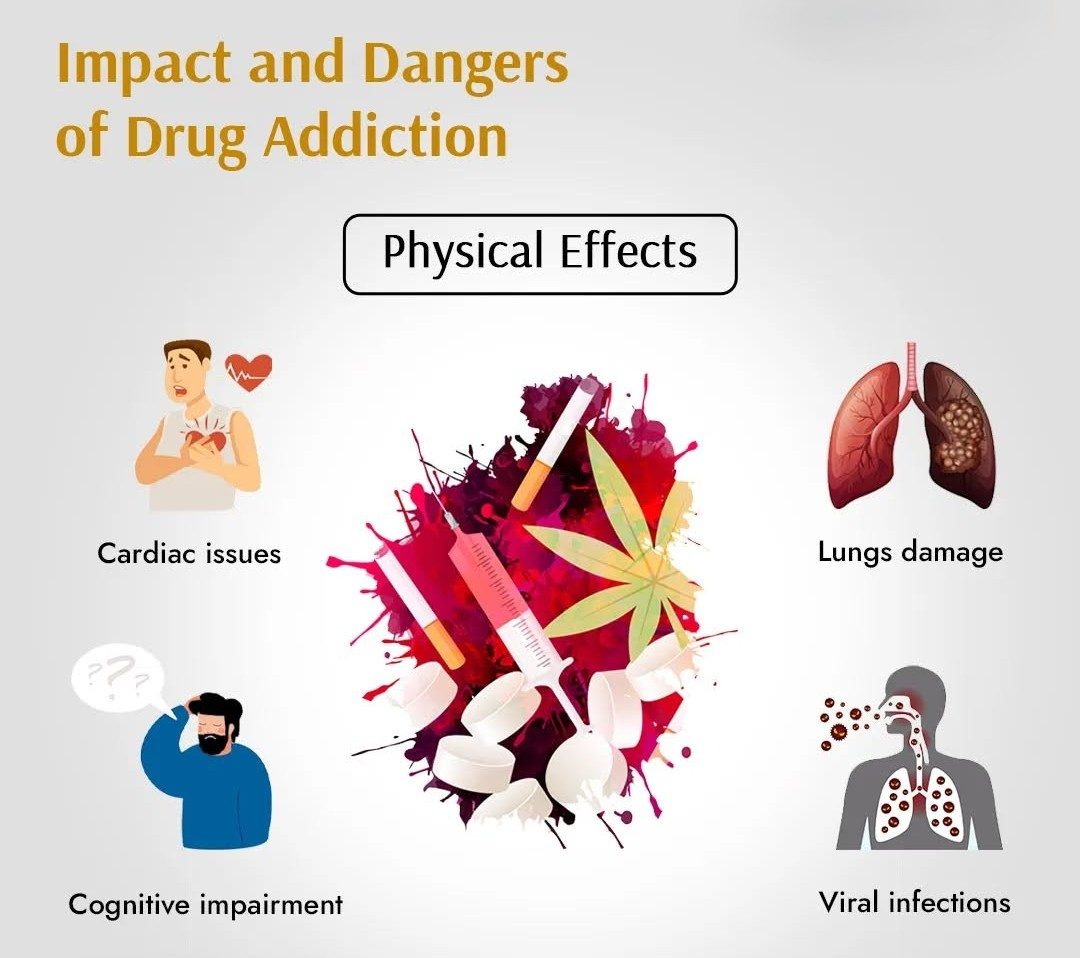 Impact and Dangers
of Drug Addiction
Physical Effects
Cardiac issues
Lungs damage
???
Cognitive impairment
Viral infections